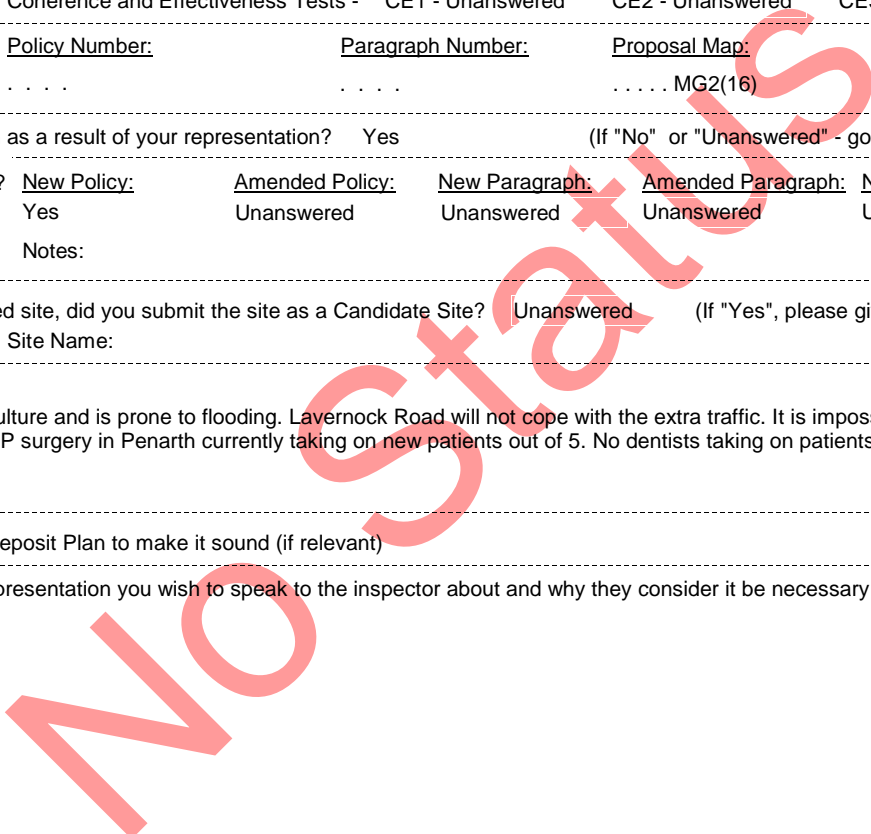 Coherence and Effectiveness Tests - CE1 - Unanswered CE2 - Unanswered
Policy Number: Paragraph Number: Proposal Map:
. . . . . . . . . . . . . MG2(16)
as a result of your representation? Yes (If "No" or "Unanswered" - go
? New Policy: Amended Policy: New Paragraph: Amended Paragraph:
Yes Unanswered Unanswered Unanswered
Notes:
ed site, did you submit the site as a Candidate Site? Unanswered (If "Yes", please gi
Site Name:
ulture and is prone to flooding. Lavernock Road will not cope with the extra traffic. It is imposs
P surgery in Penarth currently taking on new patients out of 5. No dentists taking on patients
eposit Plan to make it sound (if relevant)
presentation you wish to speak to the inspector about and why they consider it be necessary
No Status